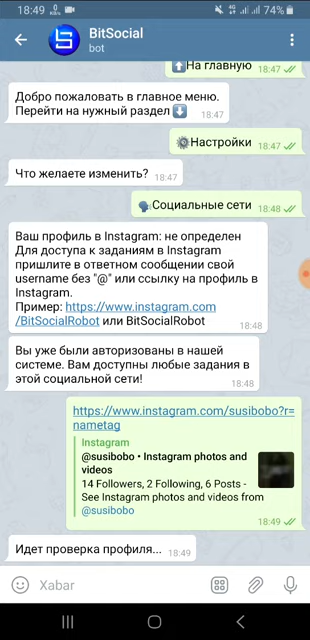 18:49
74%
BitSocial
bot
На главную
18:47
Добро пожаловать в главное меню.
Перейти на нужный раздел
18:47
Настройки
18:47
Что желаете изменить?
18:47
Социальные сети
18:48
Ваш профиль в Instagram: не определен
Для доступа к заданиям в Instagram
пришлите в ответном сообщении свой
username без "@" или ссылку на профиль в
Instagram.
Пример: https://www.instagram.com
/BitSocialRobot или BitSocialRobot
18:48
Вы уже были авторизованы в нашей
системе. Вам доступны любые задания в
этой социальной сети!
18:48
https://www.instagram.com/susibobo?r=
nametag
Instagram
@susibobo • Instagram photos and
videos
14 Followers, 2 Following, 6 Posts -
See Instagram photos and videos from
@susibobo
18:49
Идет проверка профиля...
18:49
Xabar